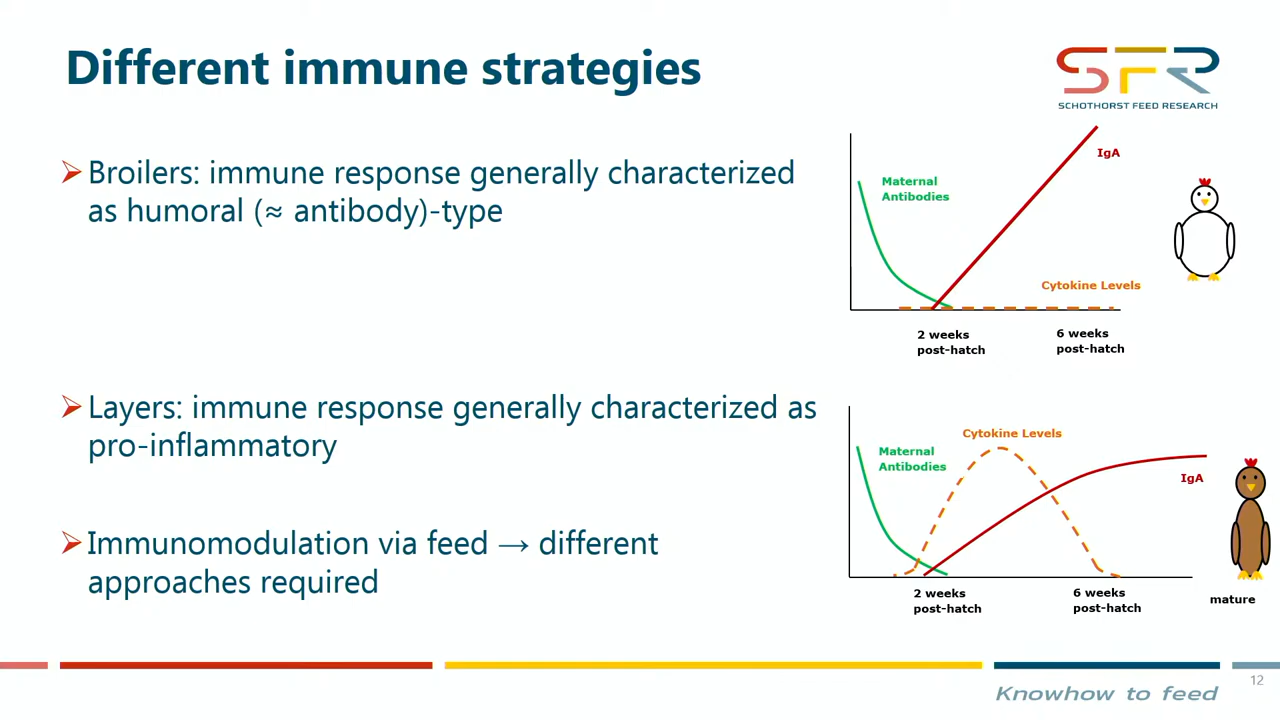 Different immune strategies
SFR
SCHOTHORST FEED RESEARCH
➢ Broilers: immune response generally characterized
as humoral (≈ antibody)-type
IgA
Maternal
Antibodies
Cytokine Levels
2 weeks
post-hatch
6 weeks
post-hatch
➢ Layers: immune response generally characterized as
pro-inflammatory
Cytokine Levels
Maternal
Antibodies
IgA
2 weeks
post-hatch
6 weeks
post-hatch
mature
➢ Immunomodulation via feed → different
approaches required
12
Knowhow to feed